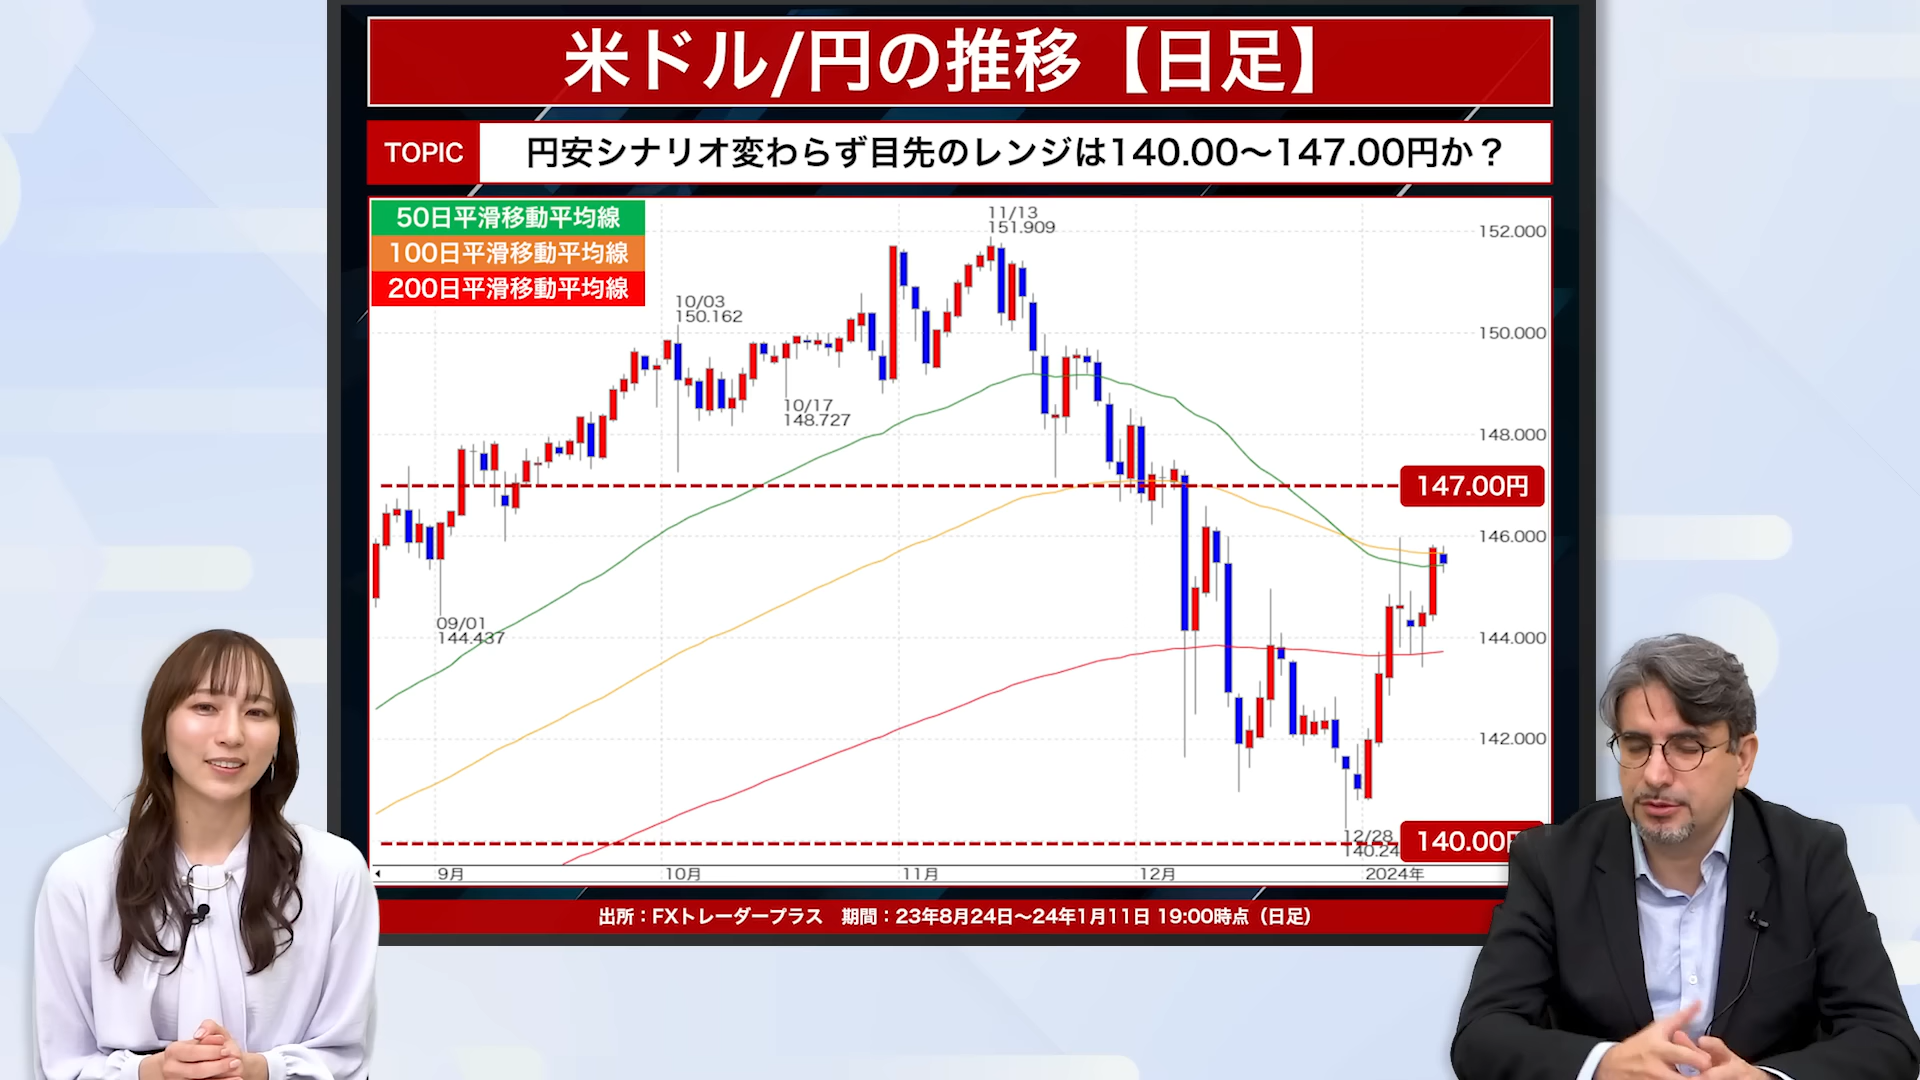 米ドル/円の推移【日足】
TOPIC
円安シナリオ変わらず目先のレンジは140.00～147.00円か？
50日平滑移動平均線
100日平滑移動平均線
200日平滑移動平均線
11/13
151.909
152.000
10/03
150.162
150.000
10/17
148.727
148.000
147.00円
146.000
09/01
144.437
144.000
142.000
12/28
140.24
140.00円
9月
10月
11月
12月
2024年
出所：FXトレーダープラス　期間：23年8月24日～24年1月11日 19:00時点（日足）